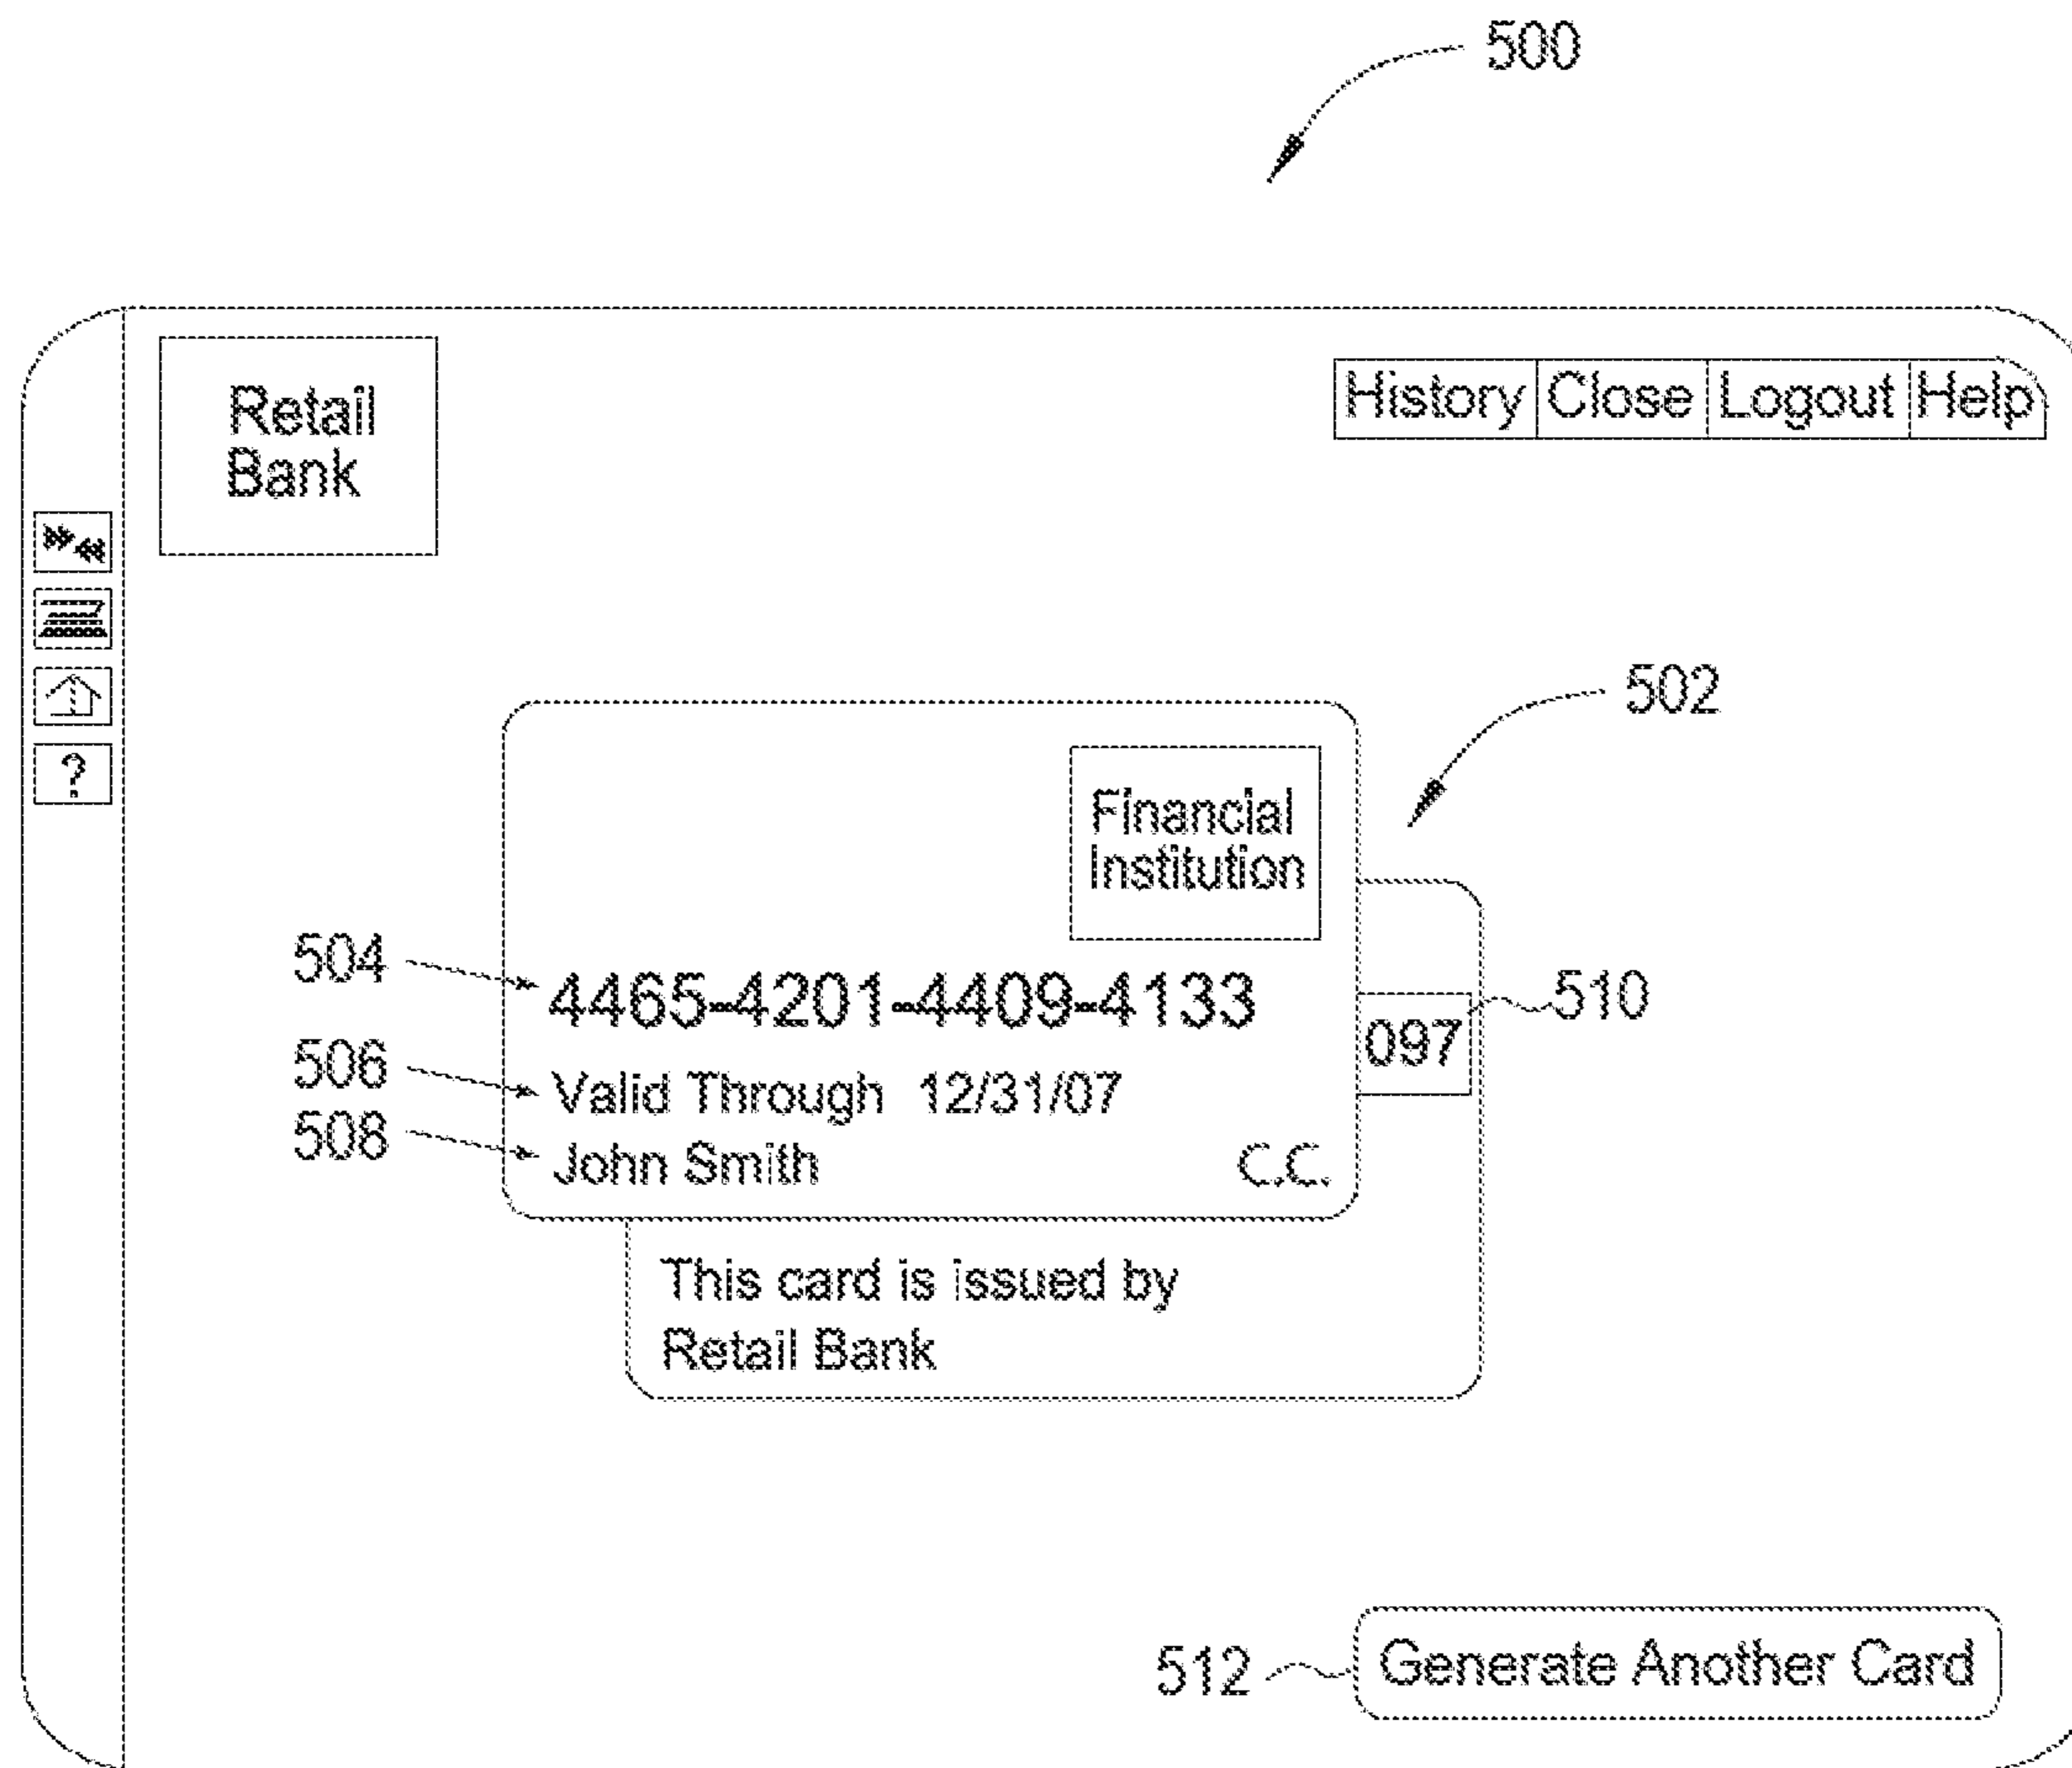 500
Retail
Bank
History Close Logout Help
?
502
Financial
Institution
504
4465-4201-4409-4133
510
097
506
Valid Through 12/31/07
508
John Smith
C.C.
This card is issued by
Retail Bank
512
Generate Another Card